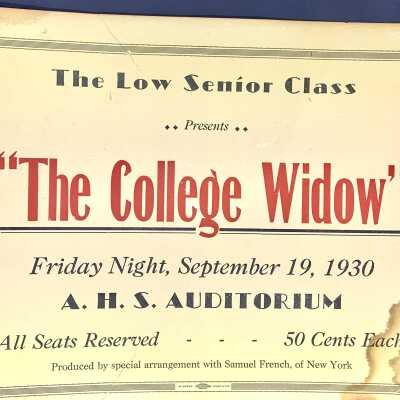 The Low Senior Class
Presents
"The College Widow"
Friday Night, September 19, 1930
A. H. S. AUDITORIUM
All Seats Reserved - - - 50 Cents Each
Produced by special arrangement with Samuel French, of New York